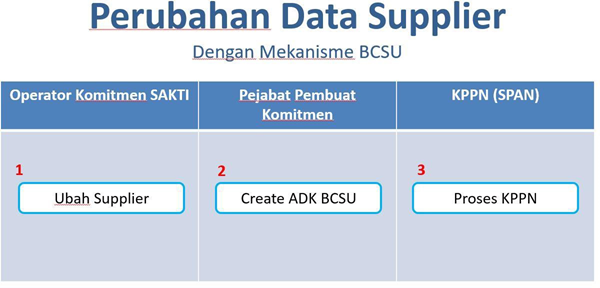 Perubahan Data Supplier
Dengan Mekanisme BCSU
Operator Komitmen SAKTI
Pejabat Pembuat
Komitmen
KPPN (SPAN)
1
Ubah Supplier
2
Create ADK BCSU
3
Proses KPPN